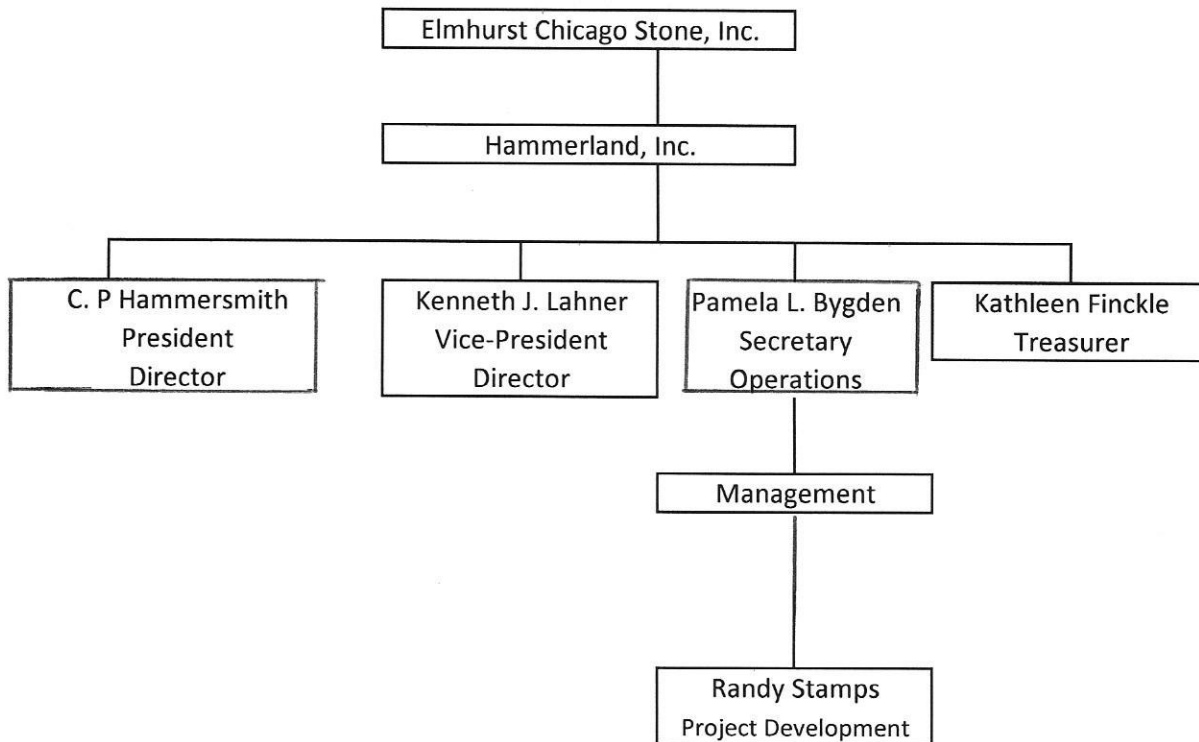 Elmhurst Chicago Stone, Inc.
Hammerland, Inc.
C. P Hammersmith
President
Director
Kenneth J. Lahner
Vice-President
Director
Pamela L. Bygden
Secretary
Operations
Kathleen Finckle
Treasurer
Management
Randy Stamps
Project Development